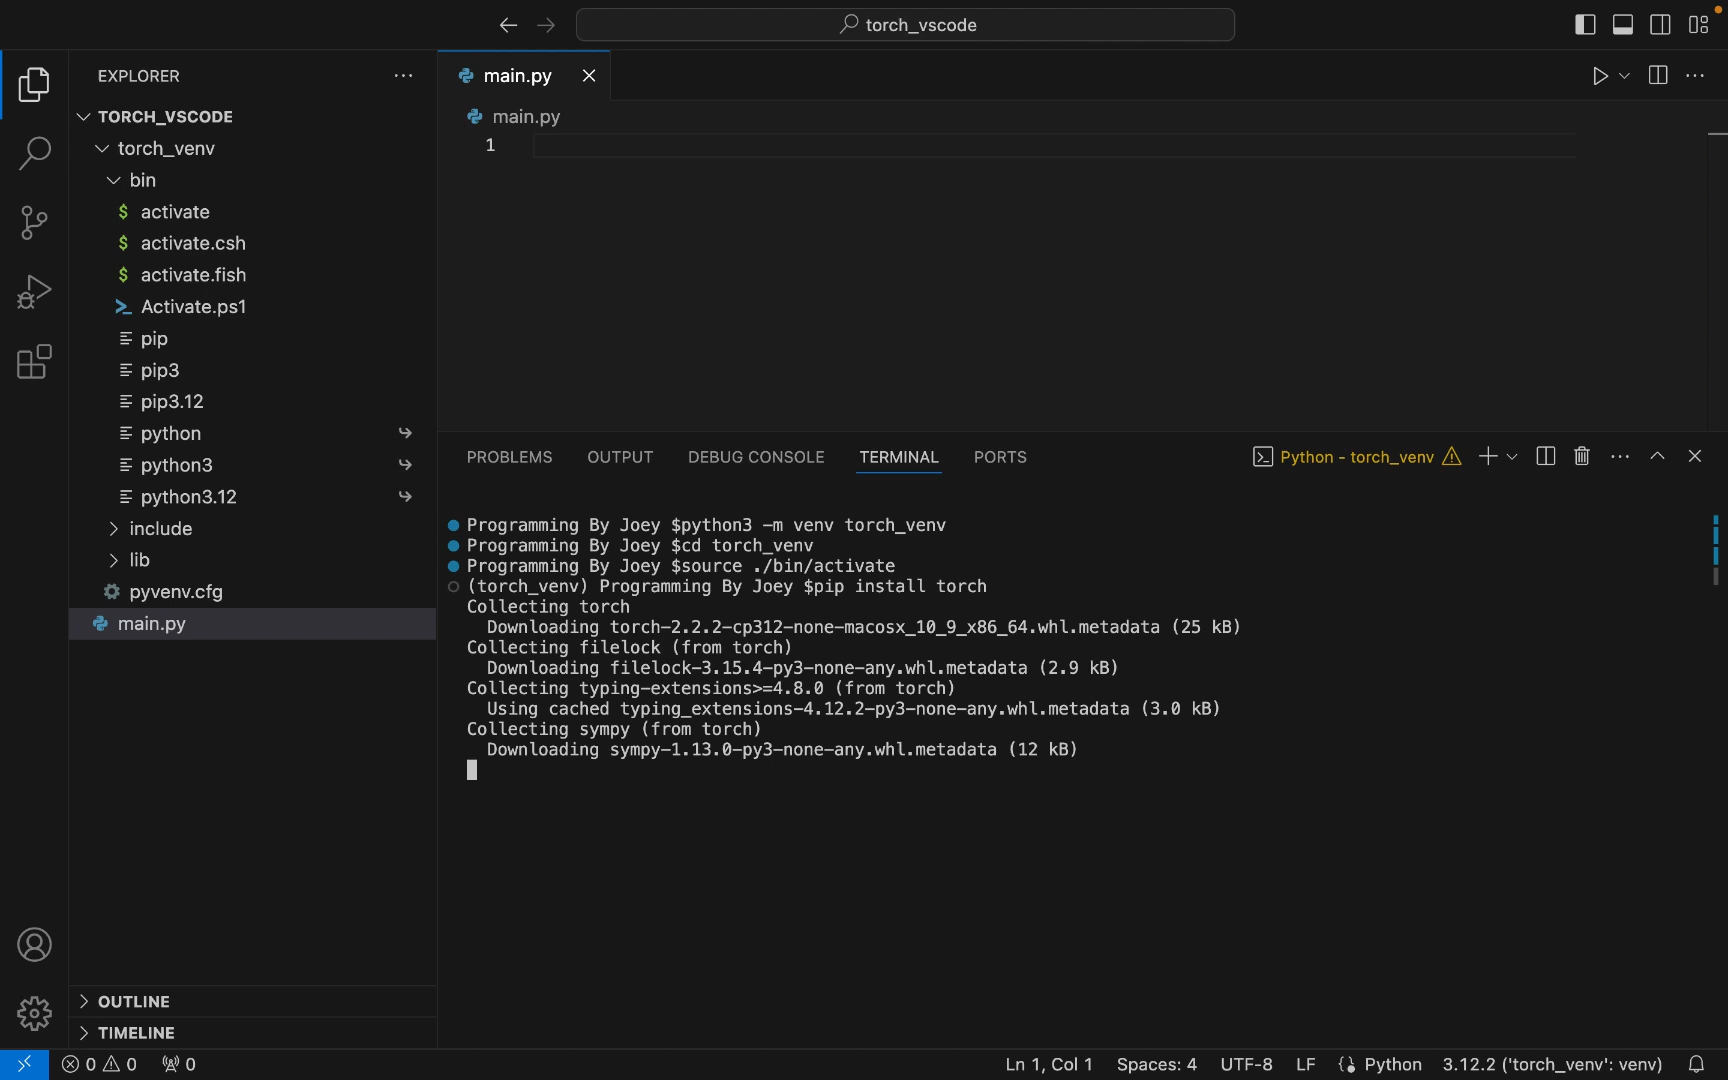 torch_vscode
EXPLORER
TORCH_VSCODE
torch_venv
bin
$ activate
$ activate.csh
$ activate.fish
Activate.ps1
pip
pip3
pip3.12
python
python3
python3.12
include
lib
pyvenv.cfg
main.py
OUTLINE
TIMELINE
main.py
main.py
1
PROBLEMS OUTPUT DEBUG CONSOLE TERMINAL PORTS Python - torch_venv
Programming By Joey $python3 -m venv torch_venv
Programming By Joey $cd torch_venv
Programming By Joey $source ./bin/activate
(torch_venv) Programming By Joey $pip install torch
Collecting torch
Downloading torch-2.2.2-cp312-none-macosx_10_9_x86_64.whl.metadata (25 kB)
Collecting filelock (from torch)
Downloading filelock-3.15.4-py3-none-any.whl.metadata (2.9 kB)
Collecting typing-extensions>=4.8.0 (from torch)
Using cached typing_extensions-4.12.2-py3-none-any.whl.metadata (3.0 kB)
Collecting sympy (from torch)
Downloading sympy-1.13.0-py3-none-any.whl.metadata (12 kB)
0 0 0 Ln 1, Col 1 Spaces: 4 UTF-8 LF Python 3.12.2 ('torch_venv': venv)